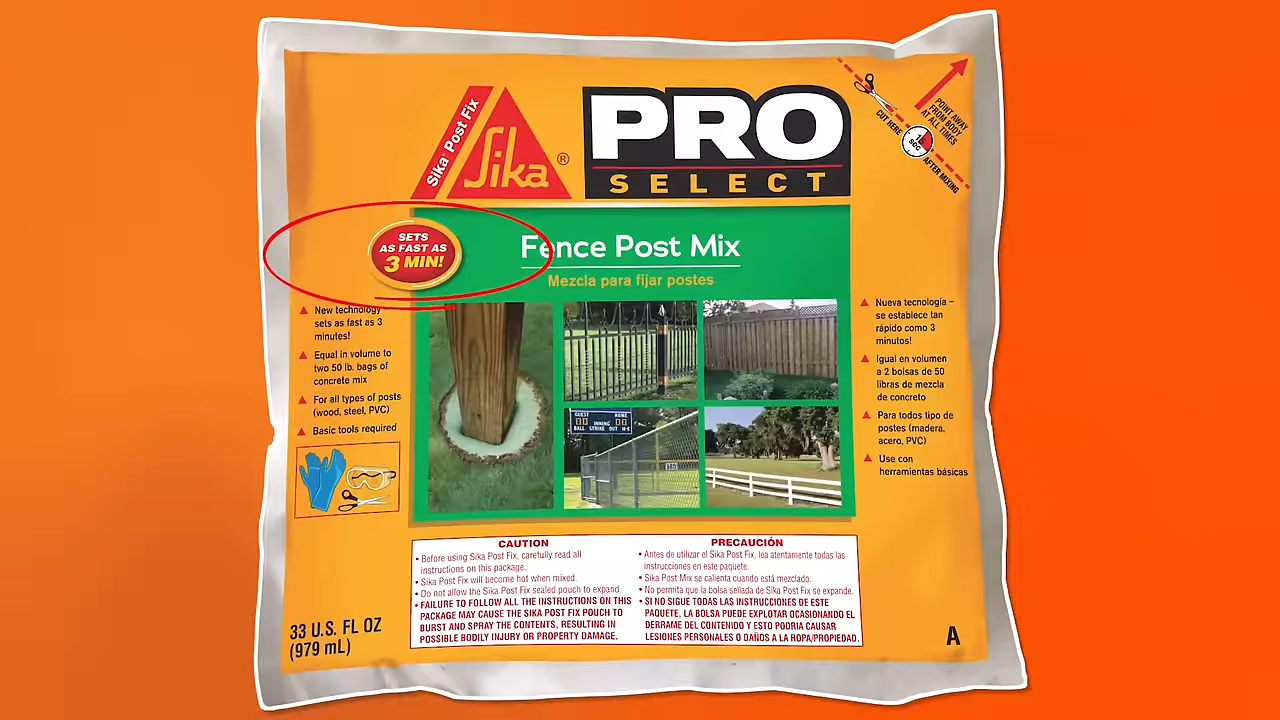 Sika® Post Fix
Sika®
PRO
SELECT
CUT HERE
1 SEC
AFTER MIXING
POINT AWAY
FROM BODY
AT ALL TIMES
SETS
AS FAST AS
3 MIN!
Fence Post Mix
Mezcla para fijar postes
New technology
sets as fast as 3
minutes!
Equal in volume to
two 50 lb. bags of
concrete mix
For all types of posts
(wood, steel, PVC)
Basic tools required
GUEST HOME
INNING
BALL STRIKE OUT H-E
Nueva tecnología –
se establece tan
rápido como 3
minutos!
Igual en volumen
a 2 bolsas de 50
libras de mezcla
de concreto
Para todos tipo de
postes (madera,
acero, PVC)
Use con
herramientas básicas
CAUTION
• Before using Sika Post Fix, carefully read all
instructions on this package.
• Sika Post Fix will become hot when mixed.
• Do not allow the Sika Post Fix sealed pouch to expand.
• FAILURE TO FOLLOW ALL THE INSTRUCTIONS ON THIS
PACKAGE MAY CAUSE THE SIKA POST FIX POUCH TO
BURST AND SPRAY THE CONTENTS, RESULTING IN
POSSIBLE BODILY INJURY OR PROPERTY DAMAGE.
PRECAUCIÓN
• Antes de utilizar el Sika Post Fix, lea atentamente todas las
instrucciones en este paquete.
• Sika Post Mix se calienta cuando está mezclado.
• No permita que la bolsa sellada de Sika Post Fix se expande.
• SI NO SIGUE TODAS LAS INSTRUCCIONES DE ESTE
PAQUETE, LA BOLSA PUEDE EXPLOTAR OCASIONANDO EL
DERRAME DEL CONTENIDO Y ESTO PODRIA CAUSAR
LESIONES PERSONALES O DAÑOS A LA ROPA/PROPIEDAD.
33 U.S. FL OZ
(979 mL)
A